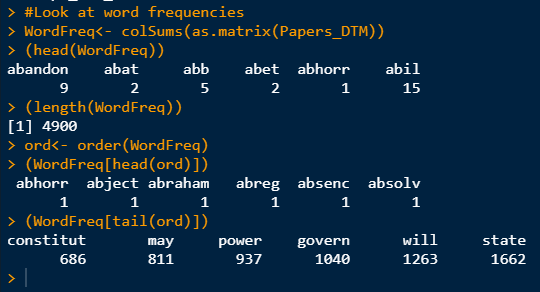 > #Look at word frequencies
> WordFreq<- colSums(as.matrix(Papers_DTM))
> (head(WordFreq))
abandon    abat     abb    abet  abhorr    abil
      9       2       5       2       1      15
> (length(WordFreq))
[1] 4900
> ord<- order(WordFreq)
> (WordFreq[head(ord)])
 abhorr  abject abraham   abreg  absenc  absolv
      1       1       1       1       1       1
> (WordFreq[tail(ord)])
constitut       may     power    govern      will     state
      686       811       937      1040      1263      1662
>